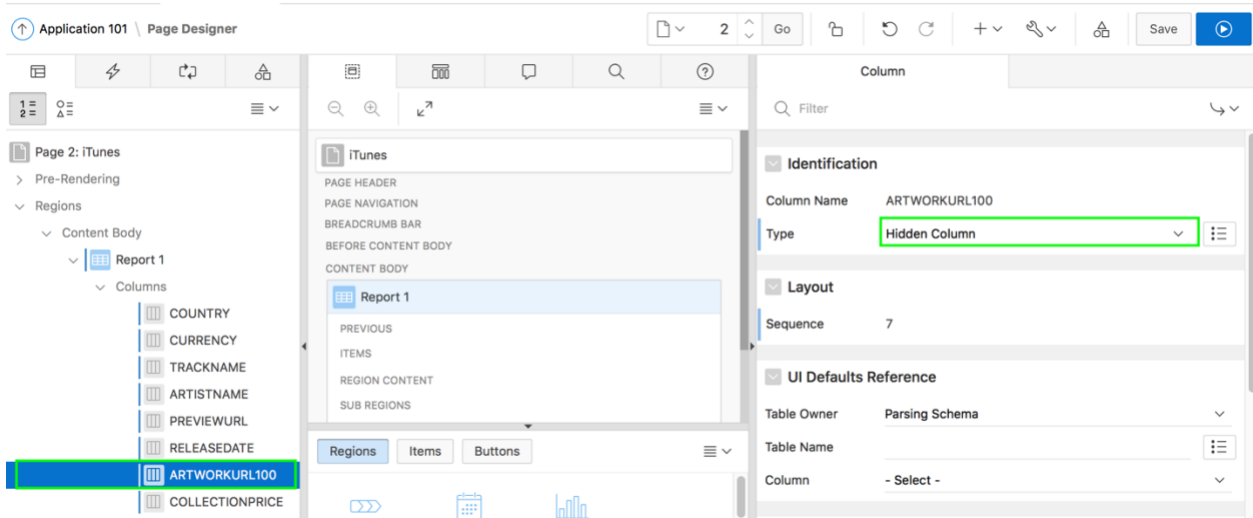 Application 101 \ Page Designer
2 Go Save
Column
1 =
2 =
Filter
Page 2: iTunes
Pre-Rendering
Regions
Content Body
Report 1
Columns
COUNTRY
CURRENCY
TRACKNAME
ARTISTNAME
PREVIEWURL
RELEASEDATE
ARTWORKURL100
COLLECTIONPRICE
iTunes
PAGE HEADER
PAGE NAVIGATION
BREADCRUMB BAR
BEFORE CONTENT BODY
CONTENT BODY
Report 1
PREVIOUS
ITEMS
REGION CONTENT
SUB REGIONS
Regions Items Buttons
Identification
Column Name ARTWORKURL100
Type Hidden Column
Layout
Sequence 7
UI Defaults Reference
Table Owner Parsing Schema
Table Name
Column - Select -